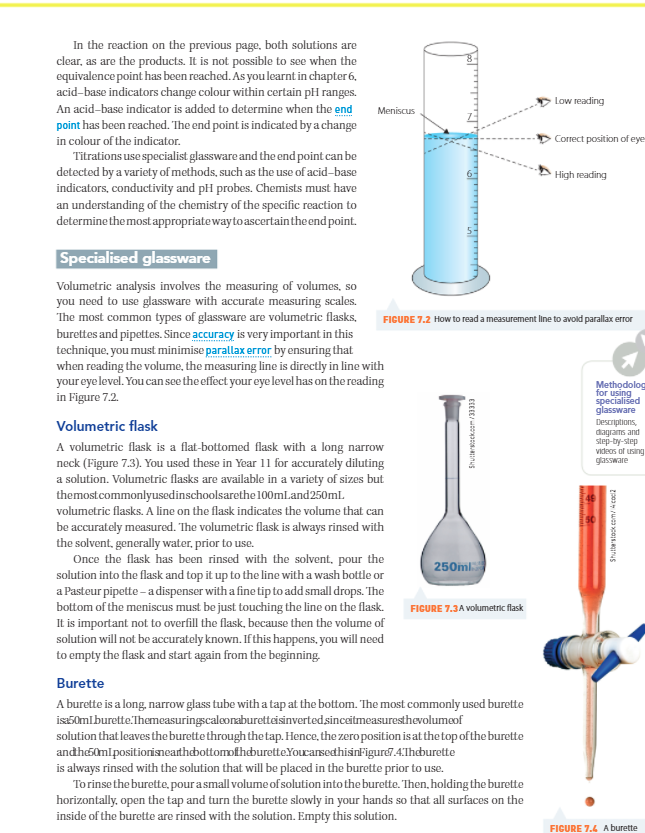 In the reaction on the previous page, both solutions are
clear, as are the products. It is not possible to see when the
equivalence point has been reached. As you learnt in chapter 6,
acid–base indicators change colour within certain pH ranges.
An acid–base indicator is added to determine when the end
point has been reached. The end point is indicated by a change
in colour of the indicator.
Titrations use specialist glassware and the end point can be
detected by a variety of methods, such as the use of acid–base
indicators, conductivity and pH probes. Chemists must have
an understanding of the chemistry of the specific reaction to
determine the most appropriate way to ascertain the end point.
Meniscus
8
7
6
5
Low reading
Correct position of eye
High reading
FIGURE 7.2 How to read a measurement line to avoid parallax error
Specialised glassware
Volumetric analysis involves the measuring of volumes, so
you need to use glassware with accurate measuring scales.
The most common types of glassware are volumetric flasks,
burettes and pipettes. Since accuracy is very important in this
technique, you must minimise parallax error by ensuring that
when reading the volume, the measuring line is directly in line with
your eye level. You can see the effect your eye level has on the reading
in Figure 7.2.
Volumetric flask
A volumetric flask is a flat-bottomed flask with a long narrow
neck (Figure 7.3). You used these in Year 11 for accurately diluting
a solution. Volumetric flasks are available in a variety of sizes but
the most commonly used in schools are the 100 mL and 250 mL
volumetric flasks. A line on the flask indicates the volume that can
be accurately measured. The volumetric flask is always rinsed with
the solvent, generally water, prior to use.
Once the flask has been rinsed with the solvent, pour the
solution into the flask and top it up to the line with a wash bottle or
a Pasteur pipette – a dispenser with a fine tip to add small drops. The
bottom of the meniscus must be just touching the line on the flask.
It is important not to overfill the flask, because then the volume of
solution will not be accurately known. If this happens, you will need
to empty the flask and start again from the beginning.
Shutterstock.com/33333
250ml
FIGURE 7.3 A volumetric flask
Methodolog
for using
specialised
glassware
Descriptions,
diagrams and
step-by-step
videos of using
glassware
49
50
FIGURE 7.4 A burette
Burette
A burette is a long, narrow glass tube with a tap at the bottom. The most commonly used burette
is a 50 mL burette. The measuring scale on a burette is inverted, since it measures the volume of
solution that leaves the burette through the tap. Hence, the zero position is at the top of the burette
and the 50 mL position is near the bottom of the burette. You can see this in Figure 7.4. The burette
is always rinsed with the solution that will be placed in the burette prior to use.
To rinse the burette, pour a small volume of solution into the burette. Then, holding the burette
horizontally, open the tap and turn the burette slowly in your hands so that all surfaces on the
inside of the burette are rinsed with the solution. Empty this solution.